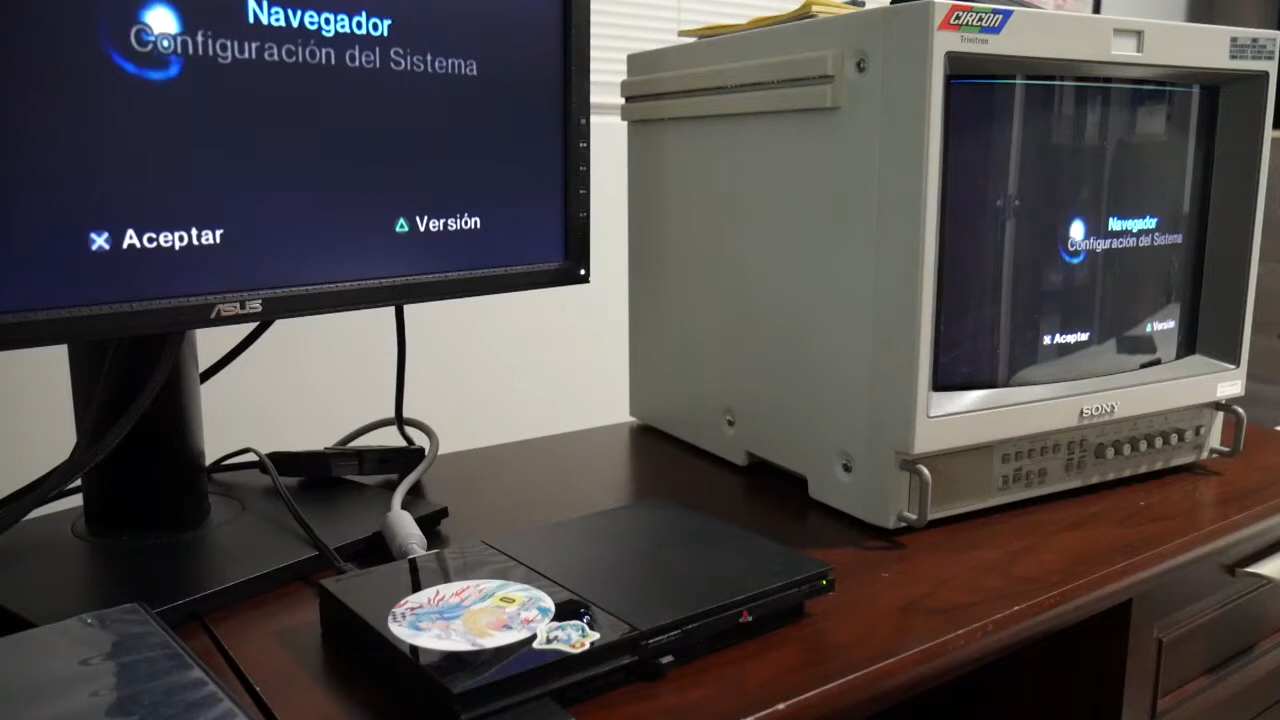 Navegador
Configuración del Sistema
Aceptar
Versión
ASUS
CIRCON
Trinitron
Navegador
Configuración del Sistema
Aceptar
Versión
SONY